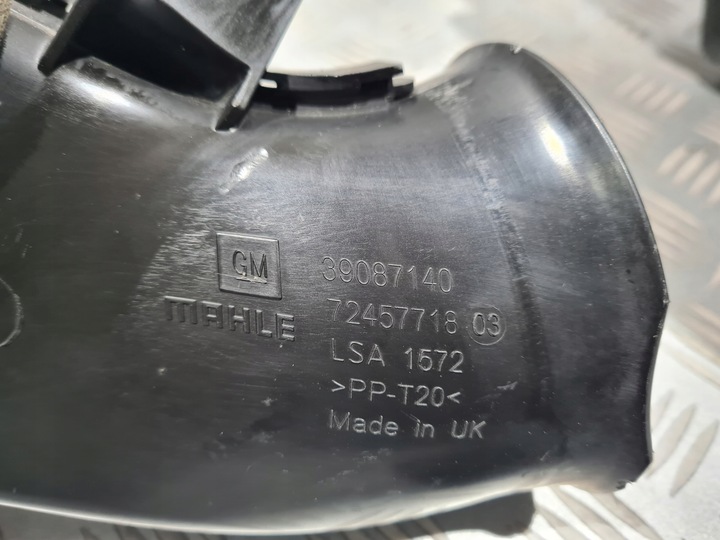 GM 39087140
MAHLE 72457718 03
LSA 1572
>PP-T20<
Made in UK